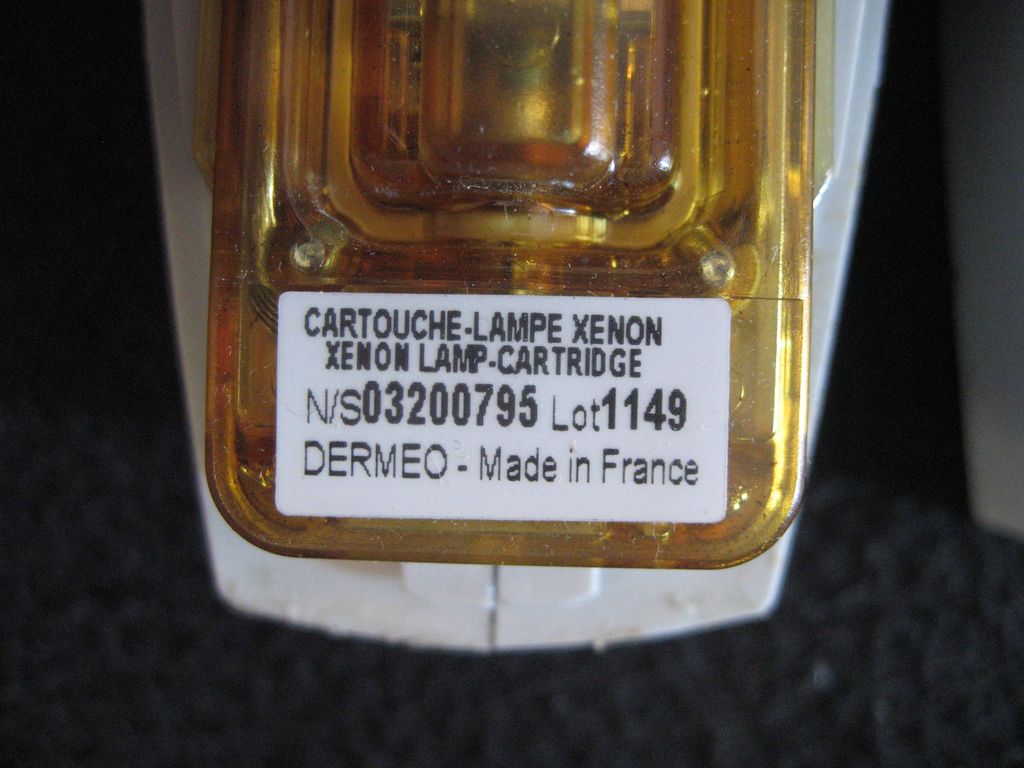 CARTOUCHE-LAMPE XENON
XENON LAMP-CARTRIDGE
N/S03200795 Lot1149
DERMEO - Made in France